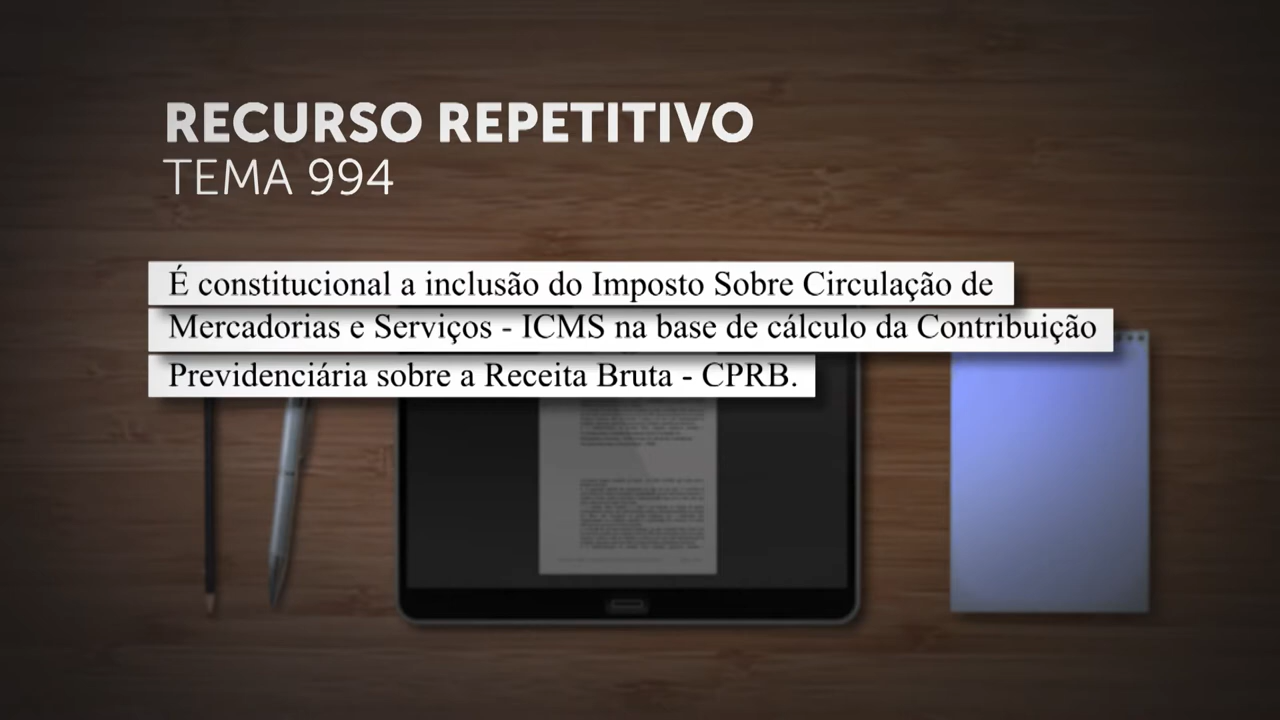 RECURSO REPETITIVO
TEMA 994
É constitucional a inclusão do Imposto Sobre Circulação de
Mercadorias e Serviços - ICMS na base de cálculo da Contribuição
Previdenciária sobre a Receita Bruta - CPRB.